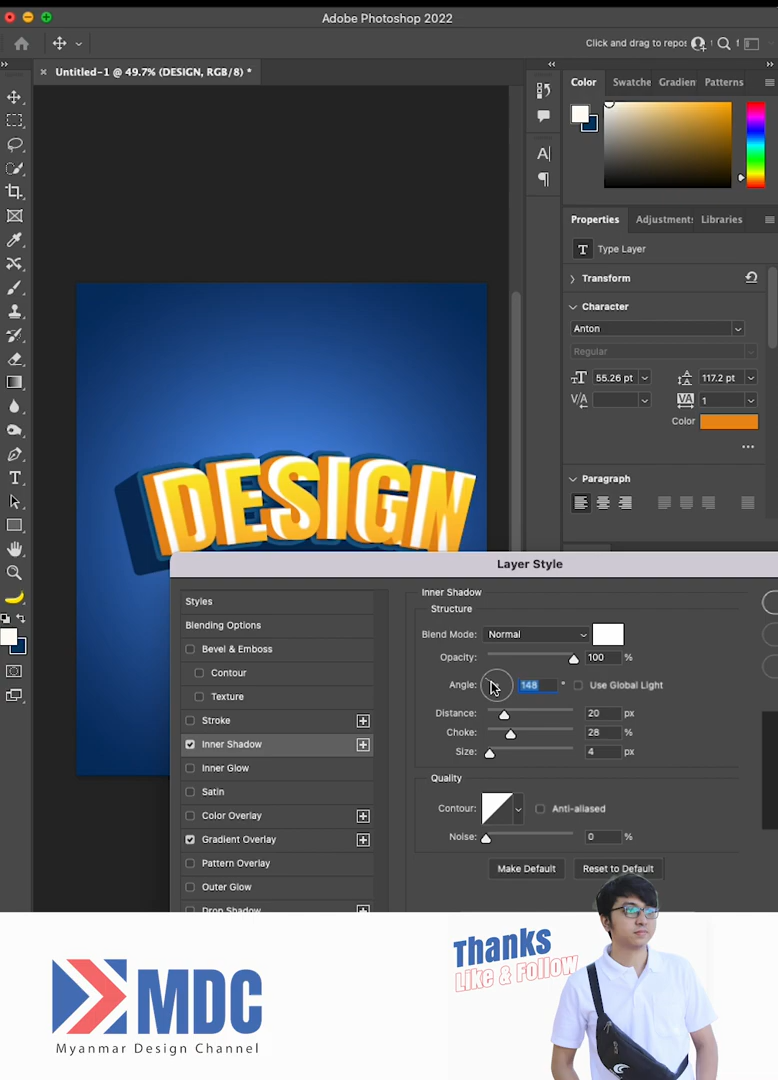 Adobe Photoshop 2022
Click and drag to repos
Untitled-1 @ 49.7% (DESIGN, RGB/8) *
Color Swatche Gradien Patterns
Properties Adjustment: Libraries
T Type Layer
Transform
Character
Anton
Regular
55.26 pt 117.2 pt
V/A VA 1
Color
Paragraph
DESIGN
Layer Style
Styles
Blending Options
Bevel & Emboss
Contour
Texture
Stroke
Inner Shadow
Inner Glow
Satin
Color Overlay
Gradient Overlay
Pattern Overlay
Outer Glow
Drop Shadow
Inner Shadow
Structure
Blend Mode: Normal
Opacity: 100 %
Angle: 148 ° Use Global Light
Distance: 20 px
Choke: 28 %
Size: 4 px
Quality
Contour: Anti-aliased
Noise: 0 %
Make Default Reset to Default
MDC
Myanmar Design Channel
Thanks
Like & Follow